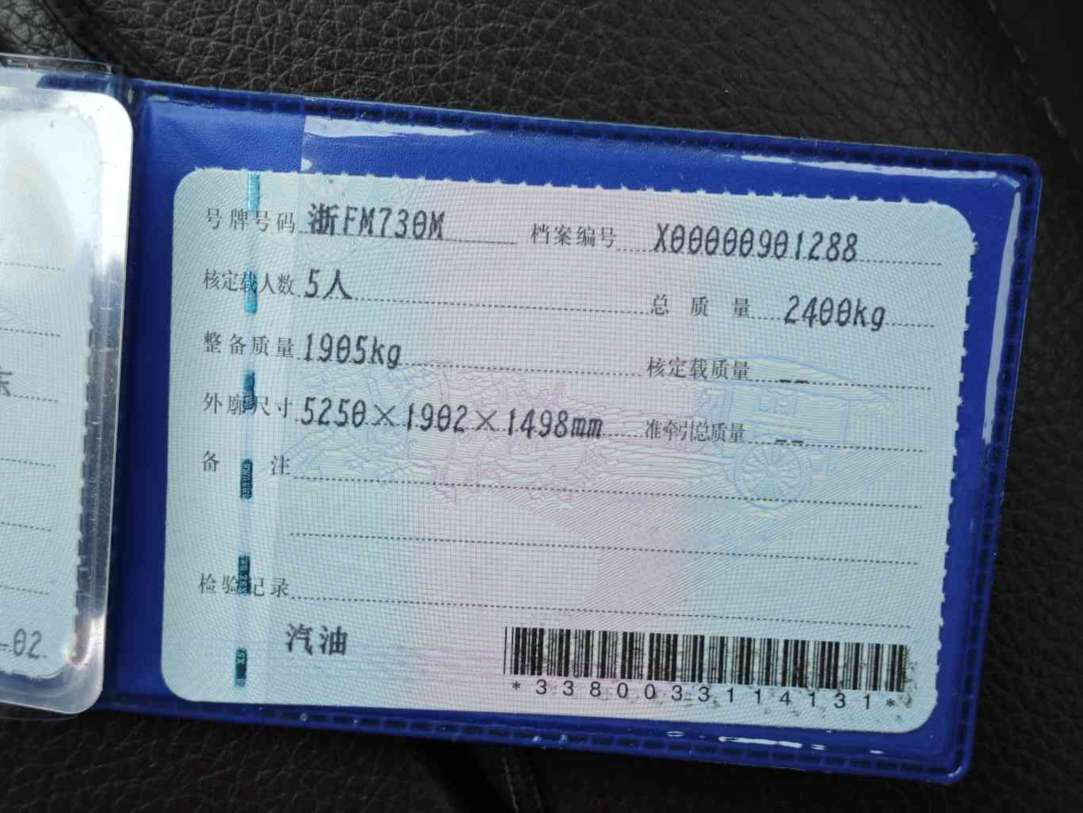 号牌号码 浙FM730M 档案编号 X00000901288
核定载人数 5人 总质量 2400kg
整备质量 1905kg 核定载质量 --
外廓尺寸 5250×1902×1498mm 准牵引总质量 --
备注
检验记录
汽油
*3380033114131*
-02